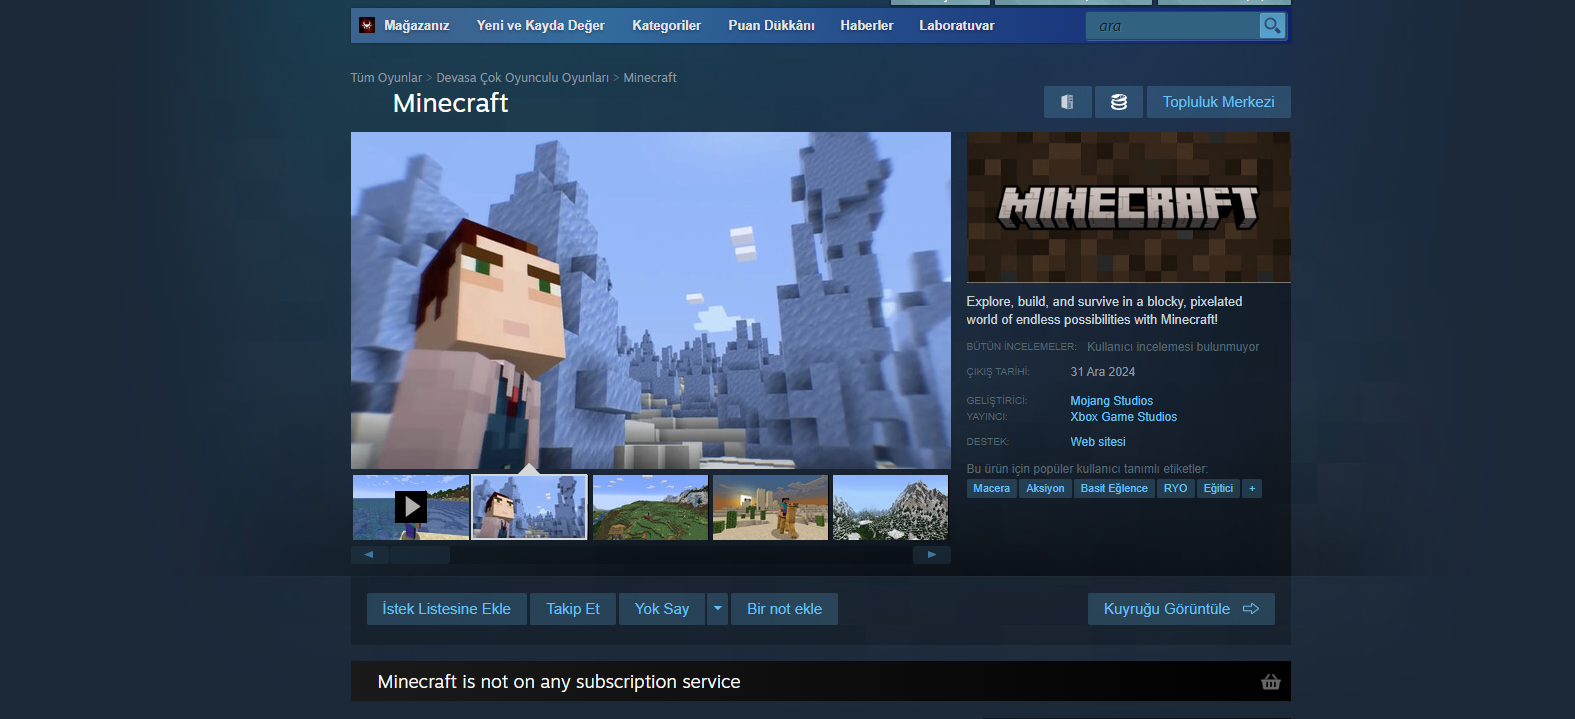 Mağazanız Yeni ve Kayda Değer Kategoriler Puan Dükkânı Haberler Laboratuvar ara
Tüm Oyunlar > Devasa Çok Oyunculu Oyunları > Minecraft
Minecraft
Topluluk Merkezi
MINECRAFT
Explore, build, and survive in a blocky, pixelated
world of endless possibilities with Minecraft!
BÜTÜN İNCELEMELER: Kullanıcı incelemesi bulunmuyor
ÇIKIŞ TARİHİ: 31 Ara 2024
GELİŞTİRİCİ: Mojang Studios
YAYINCI: Xbox Game Studios
DESTEK: Web sitesi
Bu ürün için popüler kullanıcı tanımlı etiketler:
Macera Aksiyon Basit Eğlence RYO Eğitici +
İstek Listesine Ekle Takip Et Yok Say Bir not ekle Kuyruğu Görüntüle
Minecraft is not on any subscription service